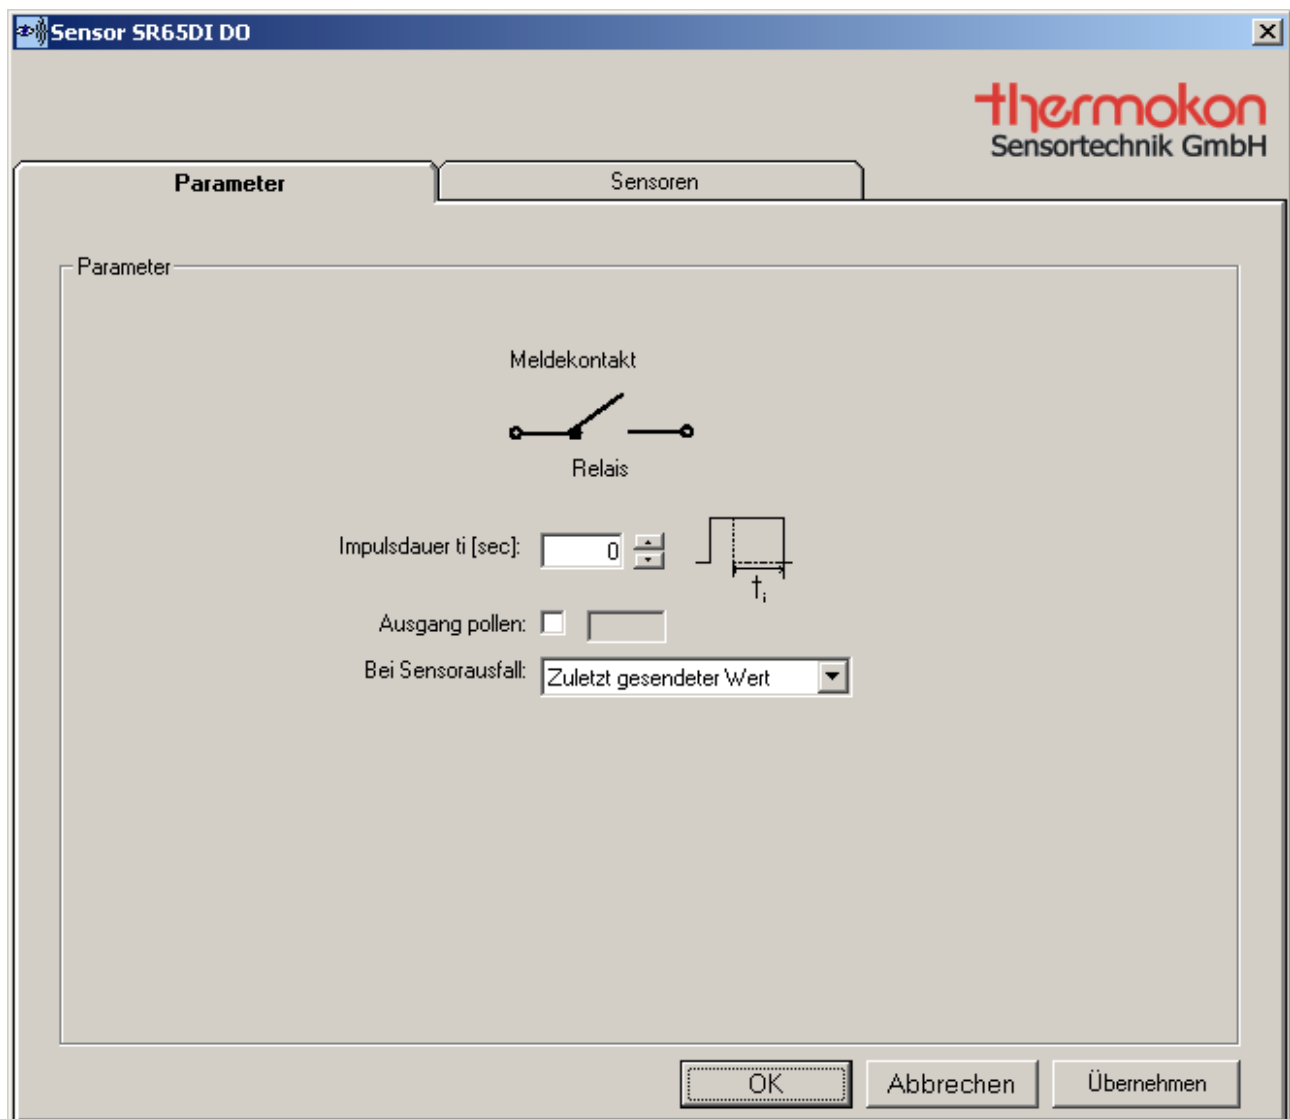 Sensor SR65DI DO
thermokon
Sensortechnik GmbH
Parameter
Sensoren
Parameter
Meldekontakt
Relais
Impulsdauer ti [sec]: 0
ti
Ausgang pollen:
Bei Sensorausfall: Zuletzt gesendeter Wert
OK
Abbrechen
Übernehmen